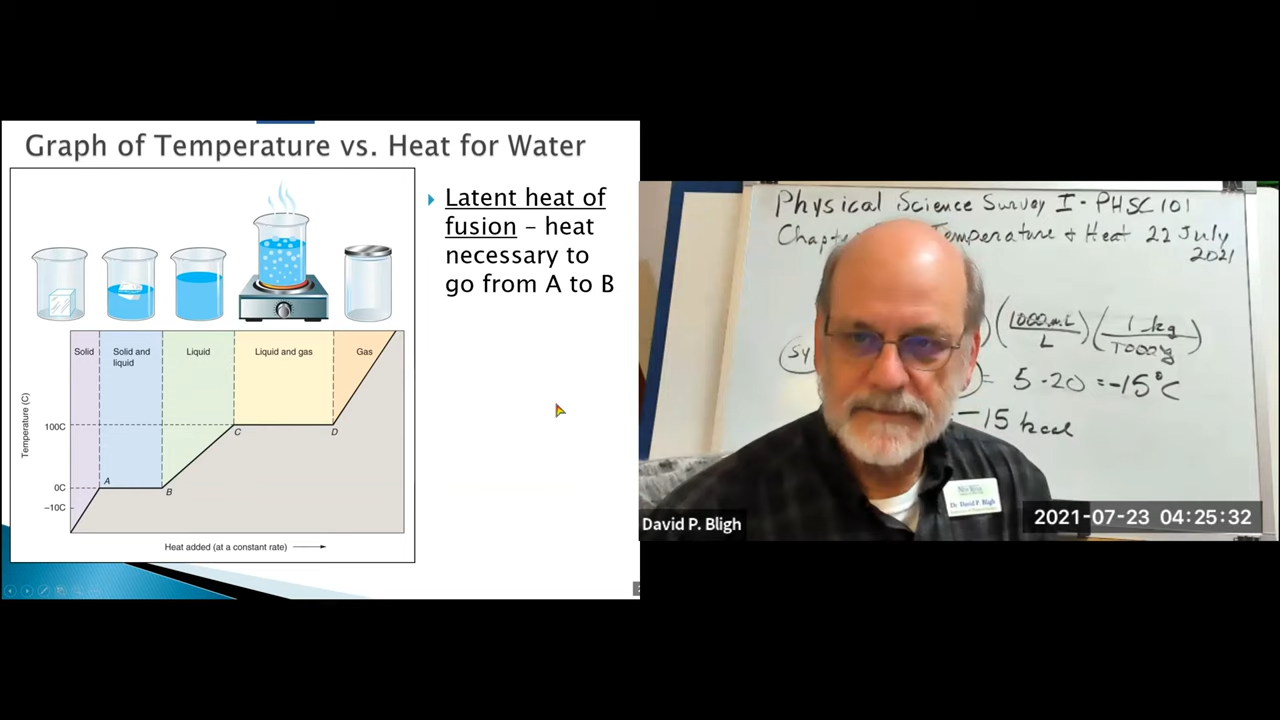 Graph of Temperature vs. Heat for Water
Latent heat of
fusion – heat
necessary to
go from A to B
Solid
Solid and
liquid
Liquid
Liquid and gas
Gas
Temperature (C)
100C
0C
–10C
A
B
C
D
Heat added (at a constant rate)
Physical Science Survey I - PHSC 101
Temperature + Heat 22 July
2021
(1000 mL / L) (1 kg / 1000 g)
= 5 - 20 = -15°C
-15 kcal
Dr. David P. Bligh
David P. Bligh
2021-07-23 04:25:32